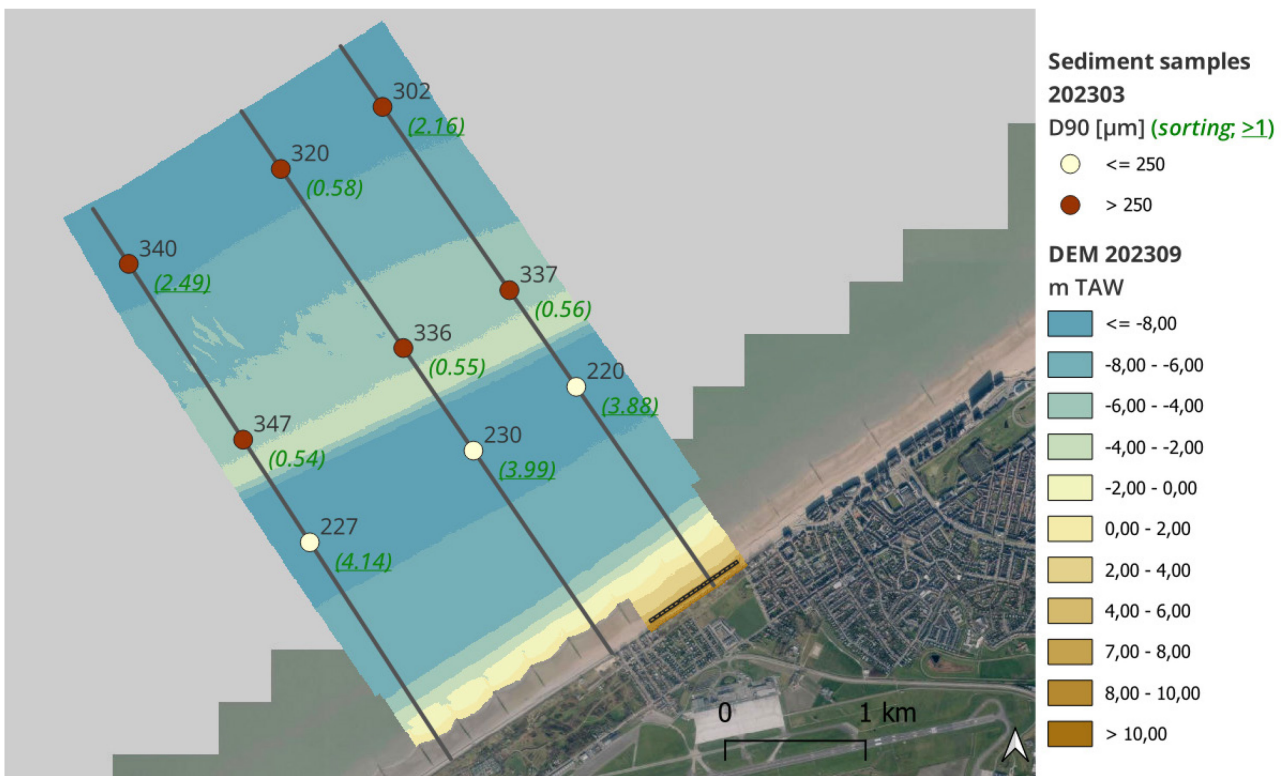 302
(2.16)
320
(0.58)
340
(2.49)
337
(0.56)
336
(0.55)
220
(3.88)
347
(0.54)
230
(3.99)
227
(4.14)
0 1 km
Sediment samples
202303
D90 [µm] (sorting; >1)
<= 250
> 250
DEM 202309
m TAW
<= -8,00
-8,00 - -6,00
-6,00 - -4,00
-4,00 - -2,00
-2,00 - 0,00
0,00 - 2,00
2,00 - 4,00
4,00 - 6,00
7,00 - 8,00
8,00 - 10,00
> 10,00